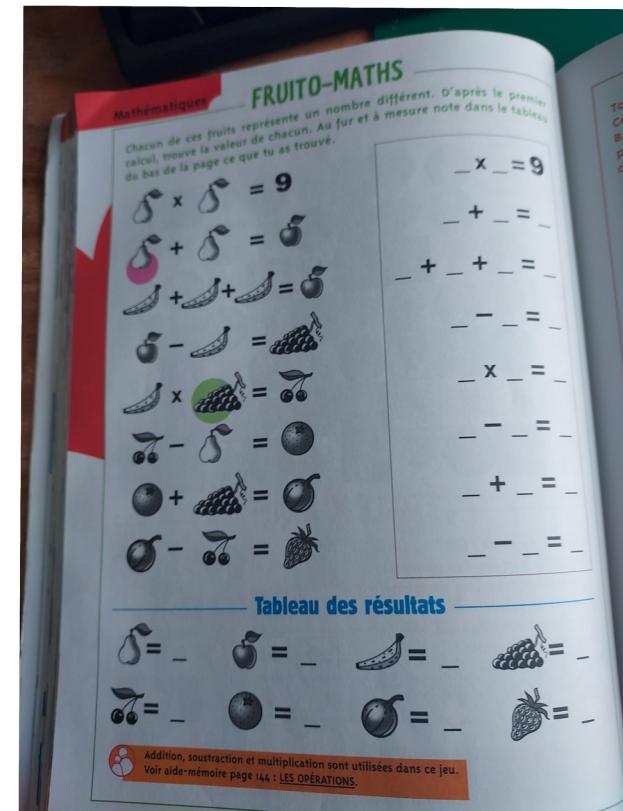 Mathématiques
FRUITO-MATHS
Chacun de ces fruits représente un nombre différent. D'après le premier
calcul, trouve la valeur de chacun. Au fur et à mesure note dans le tableau
du bas de la page ce que tu as trouvé.
x = 9
+ =
+ + =
− =
x =
− =
+ =
− =
_ x _ = 9
_ + _ = _
_ + _ + _ = _
_ − _ = _
_ x _ = _
_ − _ = _
_ + _ = _
_ − _ = _
Tableau des résultats
= _ = _ = _ = _
= _ = _ = _ = _
Addition, soustraction et multiplication sont utilisées dans ce jeu.
Voir aide-mémoire page 144 : LES OPÉRATIONS.